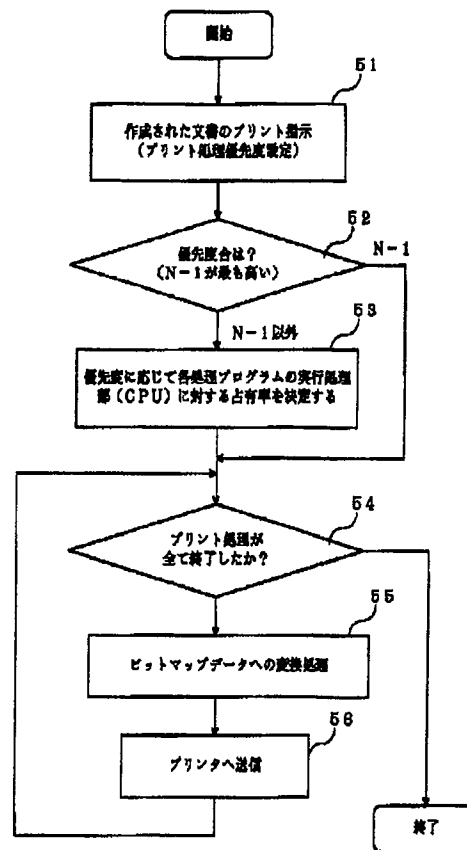 開始
51
作成された文書のプリント指示
(プリント処理優先度設定)
52
優先度合は?
(N-1が最も高い)
N-1
53
N-1以外
優先度に応じて各処理プログラムの実行処理
部(CPU)に対する占有率を決定する
54
プリント処理が
全て終了したか?
55
ビットマップデータへの変換処理
56
プリンタへ送信
終了